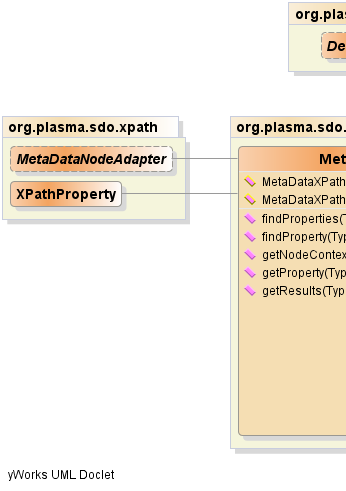 org.plas
De
org.plasma.sdo.xpath
MetaDataNodeAdapter
XPathProperty
org.plasma.sdo.
Met
MetaDataXPath
MetaDataXPath
findProperties(T
findProperty(Typ
getNodeContex
getProperty(Typ
getResults(Typ
yWorks UML Doclet